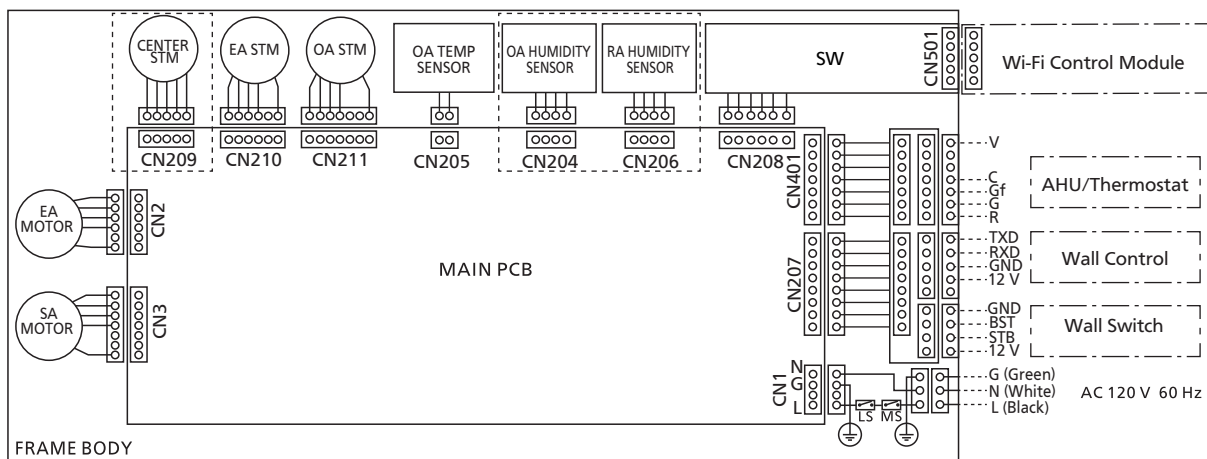 CENTER
STM
EA STM
OA STM
OA TEMP
SENSOR
OA HUMIDITY
SENSOR
RA HUMIDITY
SENSOR
SW
CN501
Wi-Fi Control Module
CN209
CN210
CN211
CN205
CN204
CN206
CN208
CN401
V
C
Gf
G
R
AHU/Thermostat
EA
MOTOR
CN2
MAIN PCB
CN207
TXD
RXD
GND
12 V
Wall Control
SA
MOTOR
CN3
GND
BST
STB
12 V
Wall Switch
CN1
N
G
L
LS
MS
G (Green)
N (White)
L (Black)
AC 120 V 60 Hz
FRAME BODY